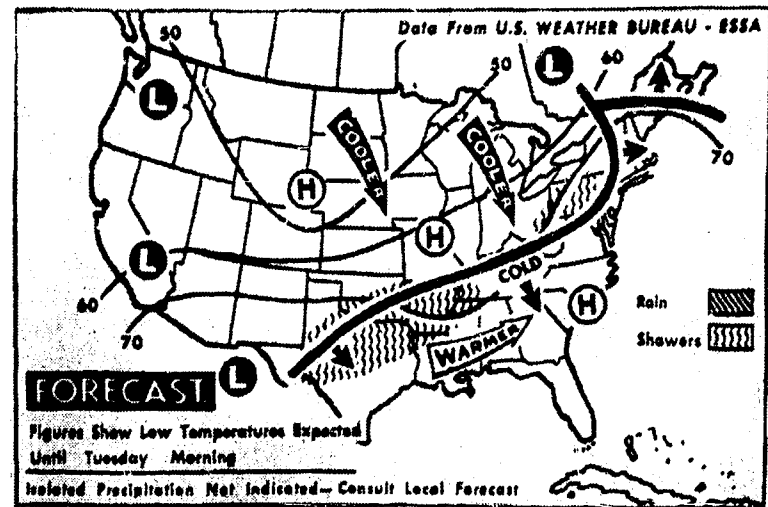 Data From U.S. WEATHER BUREAU - ESSA
50
50
60
L
L
70
COOLER
COOLER
H
H
L
COLD
60
H
Rain
70
Showers
WARMER
L
FORECAST
Figures Show Low Temperatures Expected
Until Tuesday Morning
Isolated Precipitation Not Indicated— Consult Local Forecast